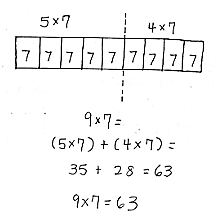 5×7 4×7
7 7 7 7 7 7 7 7 7
9×7=
(5×7) + (4×7) =
35 + 28 = 63
9×7=63